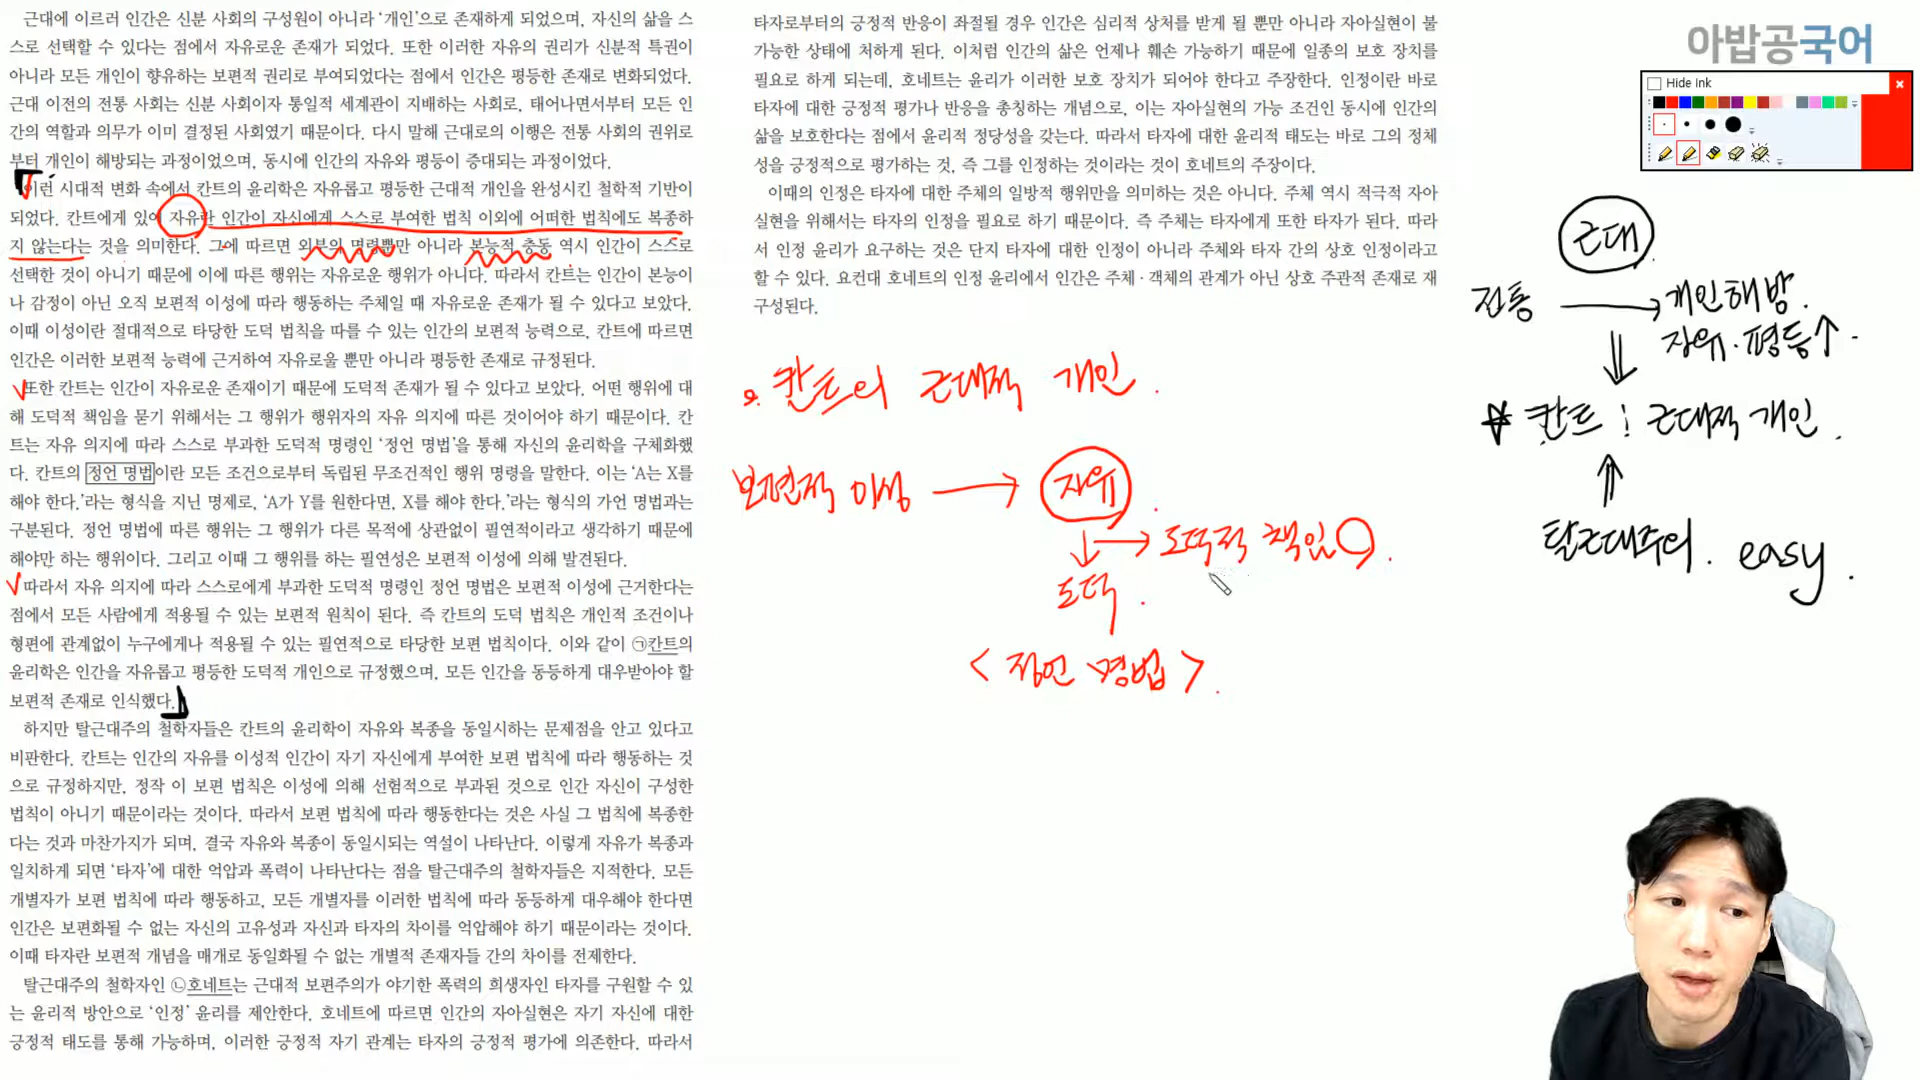 근대에 이르러 인간은 신분 사회의 구성원이 아니라 ‘개인’으로 존재하게 되었으며, 자신의 삶을 스
스로 선택할 수 있다는 점에서 자유로운 존재가 되었다. 또한 이러한 자유의 권리가 신분적 특권이
아니라 모든 개인이 향유하는 보편적 권리로 부여되었다는 점에서 인간은 평등한 존재로 변화되었다.
근대 이전의 전통 사회는 신분 사회이자 통일적 세계관이 지배하는 사회로, 태어나면서부터 모든 인
간의 역할과 의무가 이미 결정된 사회였기 때문이다. 다시 말해 근대로의 이행은 전통 사회의 권위로
부터 개인이 해방되는 과정이었으며, 동시에 인간의 자유와 평등이 증대되는 과정이었다.
이런 시대적 변화 속에서 칸트의 윤리학은 자유롭고 평등한 근대적 개인을 완성시킨 철학적 기반이
되었다. 칸트에게 있어 자유란 인간이 자신에게 스스로 부여한 법칙 이외에 어떠한 법칙에도 복종하
지 않는다는 것을 의미한다. 그에 따르면 외부의 명령뿐만 아니라 본능적 충동 역시 인간이 스스로
선택한 것이 아니기 때문에 이에 따른 행위는 자유로운 행위가 아니다. 따라서 칸트는 인간이 본능이
나 감정이 아닌 오직 보편적 이성에 따라 행동하는 주체일 때 자유로운 존재가 될 수 있다고 보았다.
이때 이성이란 절대적으로 타당한 도덕 법칙을 따를 수 있는 인간의 보편적 능력으로, 칸트에 따르면
인간은 이러한 보편적 능력에 근거하여 자유로울 뿐만 아니라 평등한 존재로 규정된다.
또한 칸트는 인간이 자유로운 존재이기 때문에 도덕적 존재가 될 수 있다고 보았다. 어떤 행위에 대
해 도덕적 책임을 묻기 위해서는 그 행위가 행위자의 자유 의지에 따른 것이어야 하기 때문이다. 칸
트는 자유 의지에 따라 스스로 부과한 도덕적 명령인 ‘정언 명법’을 통해 자신의 윤리학을 구체화했
다. 칸트의 정언 명법이란 모든 조건으로부터 독립된 무조건적인 행위 명령을 말한다. 이는 ‘A는 X를
해야 한다.’라는 형식을 지닌 명제로, ‘A가 Y를 원한다면, X를 해야 한다.’라는 형식의 가언 명법과는
구분된다. 정언 명법에 따른 행위는 그 행위가 다른 목적에 상관없이 필연적이라고 생각하기 때문에
해야만 하는 행위이다. 그리고 이때 그 행위를 하는 필연성은 보편적 이성에 의해 발견된다.
따라서 자유 의지에 따라 스스로에게 부과한 도덕적 명령인 정언 명법은 보편적 이성에 근거한다는
점에서 모든 사람에게 적용될 수 있는 보편적 원칙이 된다. 즉 칸트의 도덕 법칙은 개인적 조건이나
형편에 관계없이 누구에게나 적용될 수 있는 필연적으로 타당한 보편 법칙이다. 이와 같이 ㉠칸트의
윤리학은 인간을 자유롭고 평등한 도덕적 개인으로 규정했으며, 모든 인간을 동등하게 대우받아야 할
보편적 존재로 인식했다.
하지만 탈근대주의 철학자들은 칸트의 윤리학이 자유와 복종을 동일시하는 문제점을 안고 있다고
비판한다. 칸트는 인간의 자유를 이성적 인간이 자기 자신에게 부여한 보편 법칙에 따라 행동하는 것
으로 규정하지만, 정작 이 보편 법칙은 이성에 의해 선험적으로 부과된 것으로 인간 자신이 구성한
법칙이 아니기 때문이라는 것이다. 따라서 보편 법칙에 따라 행동한다는 것은 사실 그 법칙에 복종한
다는 것과 마찬가지가 되며, 결국 자유와 복종이 동일시되는 역설이 나타난다. 이렇게 자유가 복종과
일치하게 되면 ‘타자’에 대한 억압과 폭력이 나타난다는 점을 탈근대주의 철학자들은 지적한다. 모든
개별자가 보편 법칙에 따라 행동하고, 모든 개별자를 이러한 법칙에 따라 동등하게 대우해야 한다면
인간은 보편화될 수 없는 자신의 고유성과 자신과 타자의 차이를 억압해야 하기 때문이라는 것이다.
이때 타자란 보편적 개념을 매개로 동일화될 수 없는 개별적 존재자들 간의 차이를 전제한다.
탈근대주의 철학자인 ㉡호네트는 근대적 보편주의가 야기한 폭력의 희생자인 타자를 구원할 수 있
는 윤리적 방안으로 ‘인정’ 윤리를 제안한다. 호네트에 따르면 인간의 자아실현은 자기 자신에 대한
긍정적 태도를 통해 가능하며, 이러한 긍정적 자기 관계는 타자의 긍정적 평가에 의존한다. 따라서
타자로부터의 긍정적 반응이 좌절될 경우 인간은 심리적 상처를 받게 될 뿐만 아니라 자아실현이 불
가능한 상태에 처하게 된다. 이처럼 인간의 삶은 언제나 훼손 가능하기 때문에 일종의 보호 장치를
필요로 하게 되는데, 호네트는 윤리가 이러한 보호 장치가 되어야 한다고 주장한다. 인정이란 바로
타자에 대한 긍정적 평가나 반응을 총칭하는 개념으로, 이는 자아실현의 가능 조건인 동시에 인간의
삶을 보호한다는 점에서 윤리적 정당성을 갖는다. 따라서 타자에 대한 윤리적 태도는 바로 그의 정체
성을 긍정적으로 평가하는 것, 즉 그를 인정하는 것이라는 것이 호네트의 주장이다.
이때의 인정은 타자에 대한 주체의 일방적 행위만을 의미하는 것은 아니다. 주체 역시 적극적 자아
실현을 위해서는 타자의 인정을 필요로 하기 때문이다. 즉 주체는 타자에게 또한 타자가 된다. 따라
서 인정 윤리가 요구하는 것은 단지 타자에 대한 인정이 아니라 주체와 타자 간의 상호 인정이라고
할 수 있다. 요컨대 호네트의 인정 윤리에서 인간은 주체·객체의 관계가 아닌 상호 주관적 존재로 재
구성된다.
칸트의 근대적 개인.
보편적 이성 → 자유.
↓ → 도덕적 책임○.
도덕.
<정언 명법>.
아밥공국어
Hide Ink
근대.
전통 → 개인해방.
자유·평등↑.
⇓
칸트: 근대적 개인.
⇑
탈근대주의. easy.